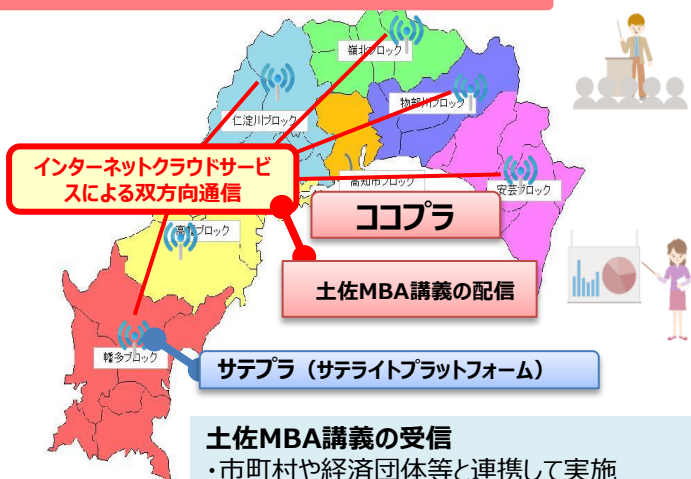 嶺北ブロック
物部川ブロック
仁淀川ブロック
インターネットクラウドサービ
スによる双方向通信
高知市ブロック
安芸ブロック
ココプラ
高幡ブロック
土佐MBA講義の配信
幡多ブロック
サテプラ（サテライトプラットフォーム）
土佐MBA講義の受信
・市町村や経済団体等と連携して実施